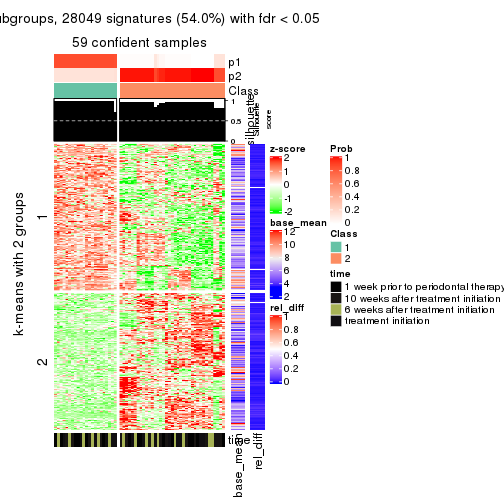 ubgroups, 28049 signatures (54.0%) with fdr < 0.05
59 confident samples
p1
p2
Class
1
0.5
0
silhouette
Silhouette
score
k-means with 2 groups
1
2
time
base_mean
rel_diff
z-score
2
1
0
-1
-2
base_mean
12
10
8
6
4
2
rel_diff
1
0.8
0.6
0.4
0.2
0
Prob
1
0.8
0.6
0.4
0.2
0
Class
1
2
time
1 week prior to periodontal therapy
10 weeks after treatment initiation
6 weeks after treatment initiation
treatment initiation